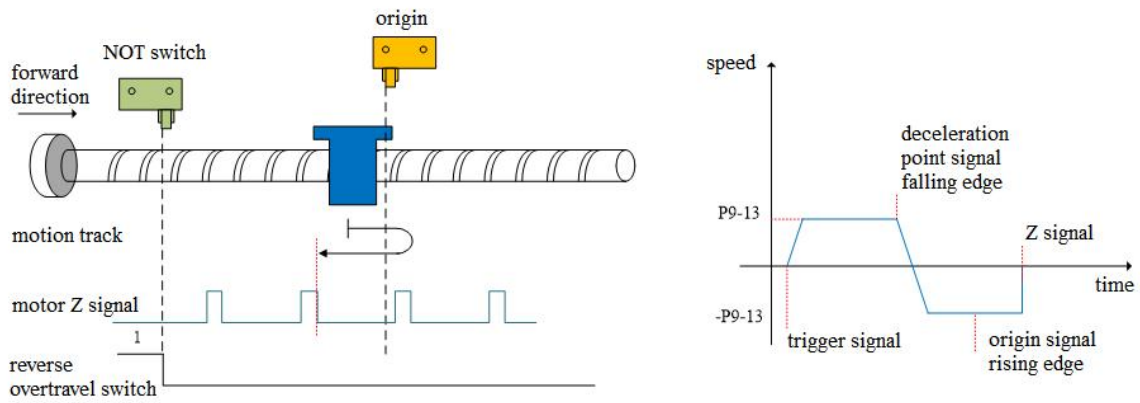 origin
NOT switch
forward
direction
motion track
motor Z signal
1
reverse
overtravel switch
speed
deceleration
point signal
falling edge
P9-13
Z signal
time
-P9-13
trigger signal
origin signal
rising edge